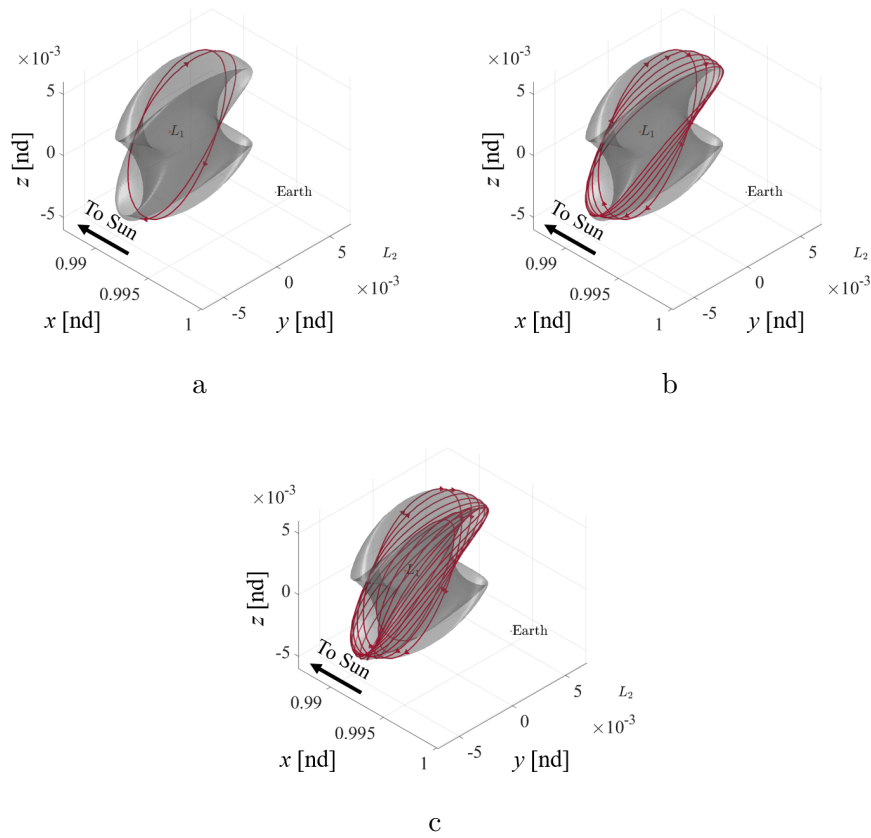 ×10⁻³
5
0
-5
z [nd]
L₁
Earth
To Sun
0.99
0.995
1
x [nd]
-5
0
5
×10⁻³
y [nd]
L₂
a
×10⁻³
5
0
-5
z [nd]
L₁
Earth
To Sun
0.99
0.995
1
x [nd]
-5
0
5
×10⁻³
y [nd]
L₂
b
×10⁻³
5
0
-5
z [nd]
L₁
Earth
To Sun
0.99
0.995
1
x [nd]
-5
0
5
×10⁻³
y [nd]
L₂
c